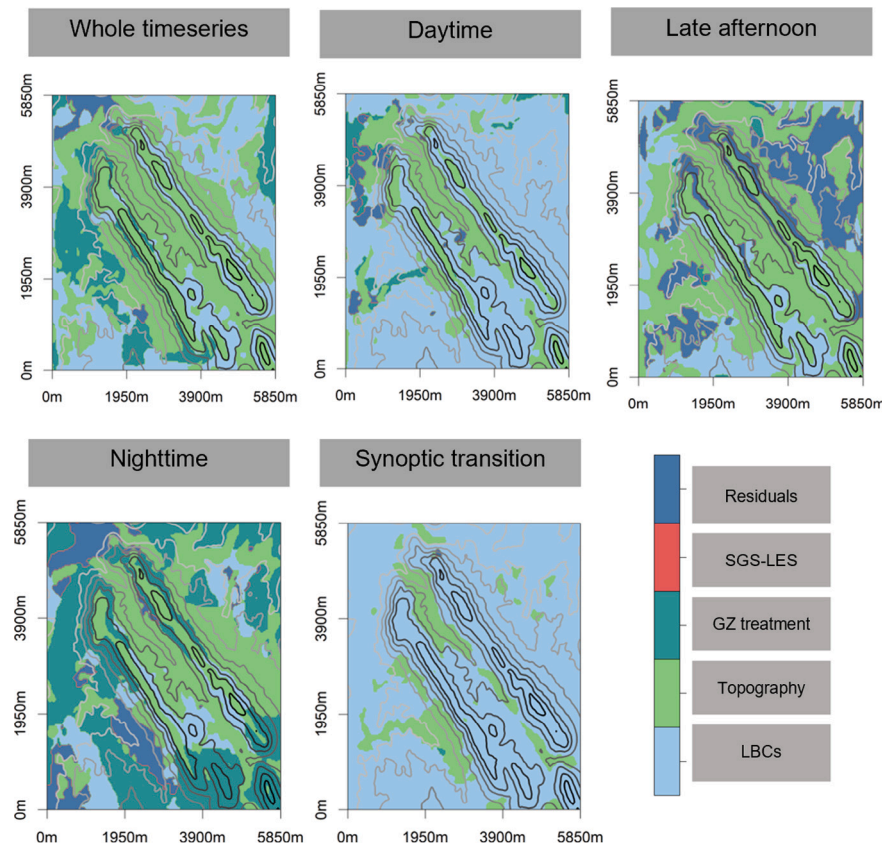 Whole timeseries
Daytime
Late afternoon
5850m
3900m
1950m
0m
0m 1950m 3900m 5850m
5850m
3900m
1950m
0m
0m 1950m 3900m 5850m
5850m
3900m
1950m
0m
0m 1950m 3900m 5850m
Nighttime
Synoptic transition
5850m
3900m
1950m
0m
0m 1950m 3900m 5850m
5850m
3900m
1950m
0m
0m 1950m 3900m 5850m
Residuals
SGS-LES
GZ treatment
Topography
LBCs